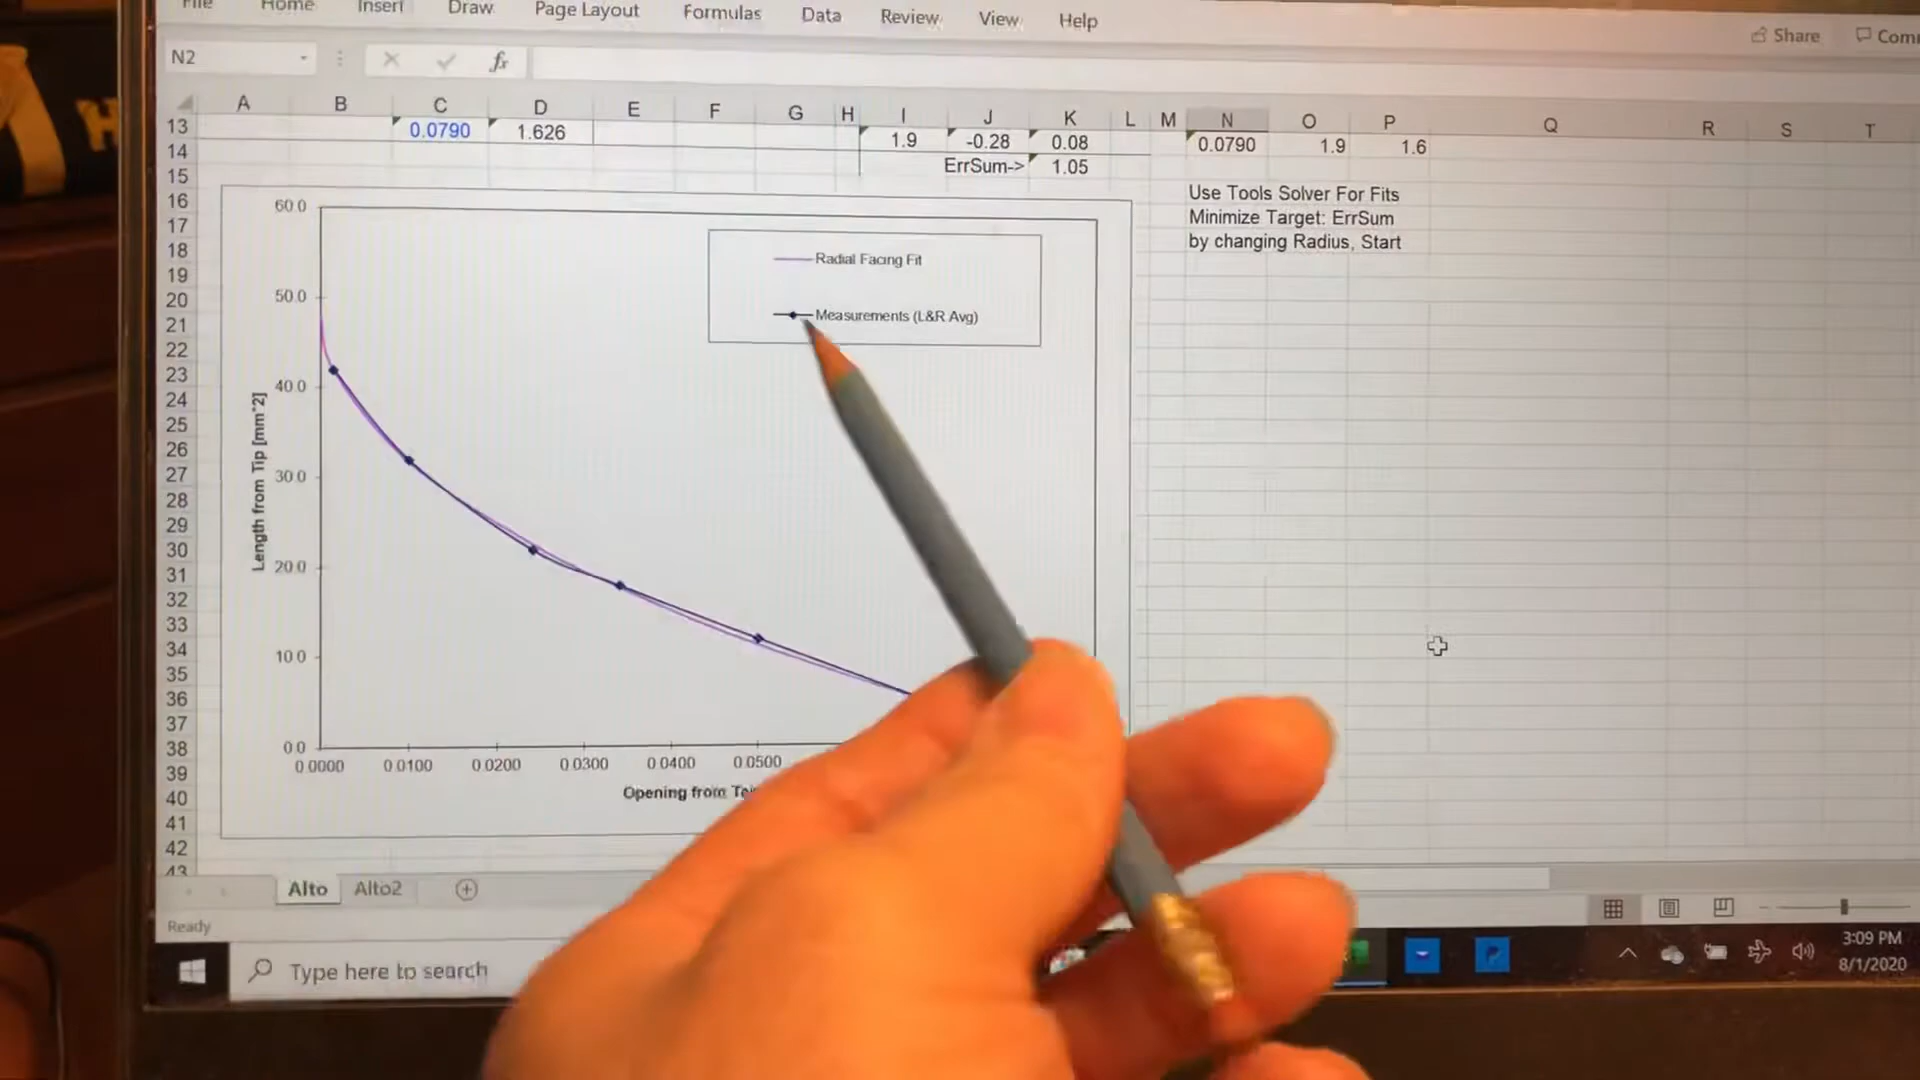 File Home Insert Draw Page Layout Formulas Data Review View Help Share
N2 fx
A B C D E F G H I J K L M N O P Q R S T
13 0.0790 1.626 1.9 -0.28 0.08 0.0790 1.9 1.6
14 ErrSum-> 1.05
15
16 Use Tools Solver For Fits
17 Minimize Target: ErrSum
18 by changing Radius, Start
19
20
21
22
23
24
25
26
27
28
29
30
31
32
33
34
35
36
37
38
39
40
41
42
43
60.0
50.0
40.0
30.0
20.0
10.0
0.0
Length from Tip [mm*2]
Radial Facing Fit
Measurements (L&R Avg)
0.0000 0.0100 0.0200 0.0300 0.0400 0.0500
Opening from
Alto Alto2
Ready
Type here to search
3:09 PM
8/1/2020
H